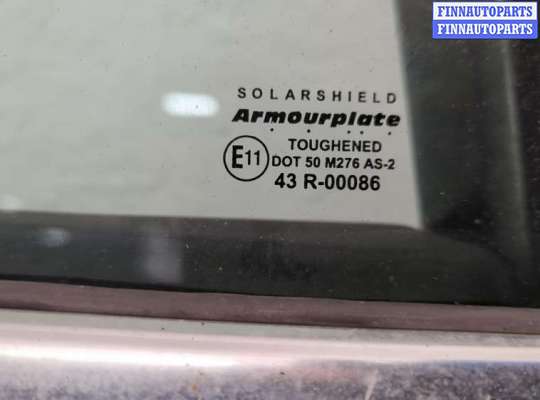 FINNAUTOPARTS
FINNAUTOPARTS
SOLARSHIELD
Armourplate
TOUGHENED
E11 DOT 50 M276 AS-2
43 R-00086